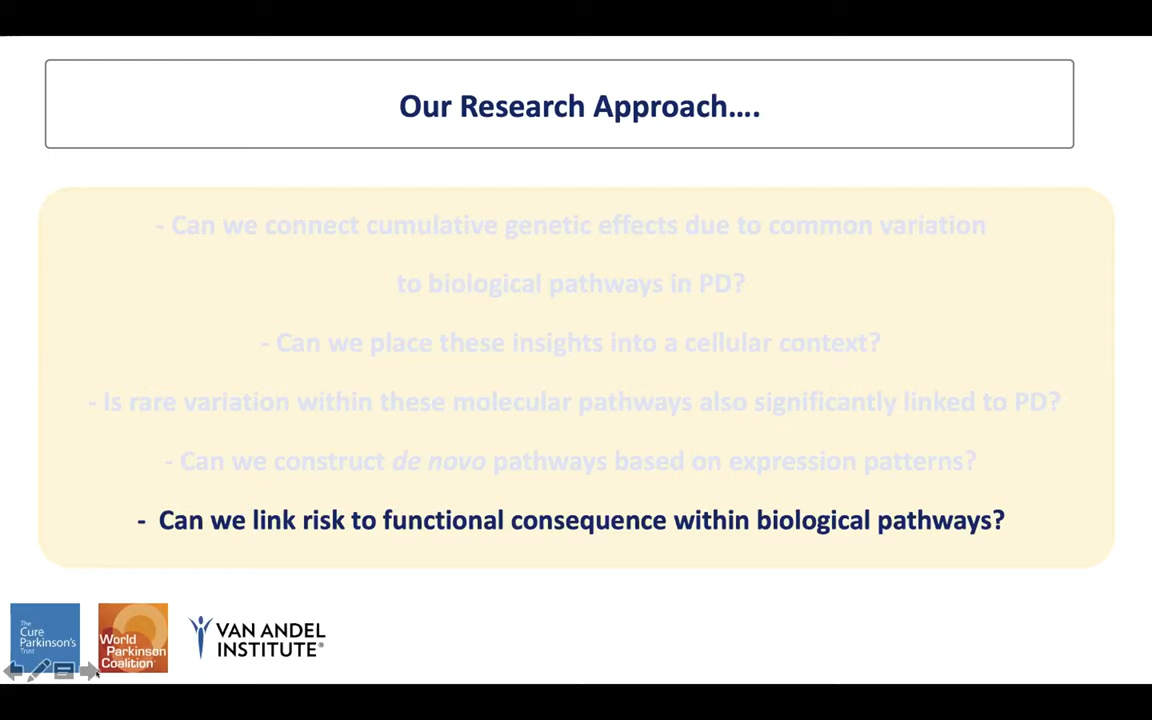 Our Research Approach....
- Can we connect cumulative genetic effects due to common variation
to biological pathways in PD?
- Can we place these insights into a cellular context?
- Is rare variation within these molecular pathways also significantly linked to PD?
- Can we construct de novo pathways based on expression patterns?
- Can we link risk to functional consequence within biological pathways?
The
Cure
Parkinson's
Trust
World
Parkinson
Coalition
VAN ANDEL
INSTITUTE®